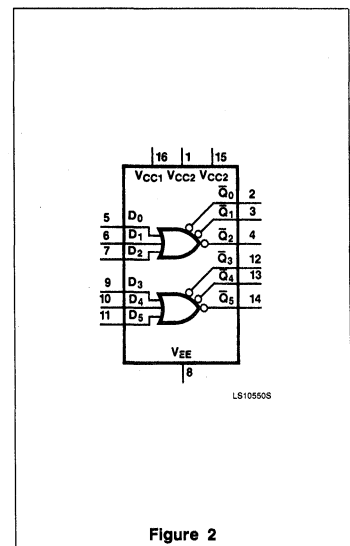 16 1 15
VCC1 VCC2 VCC2
Q̅0 2
Q̅1 3
5 D0
6 D1
Q̅2 4
7 D2
Q̅3 12
Q̅4 13
9 D3
10 D4
Q̅5 14
11 D5
VEE
8
LS10550S
Figure 2